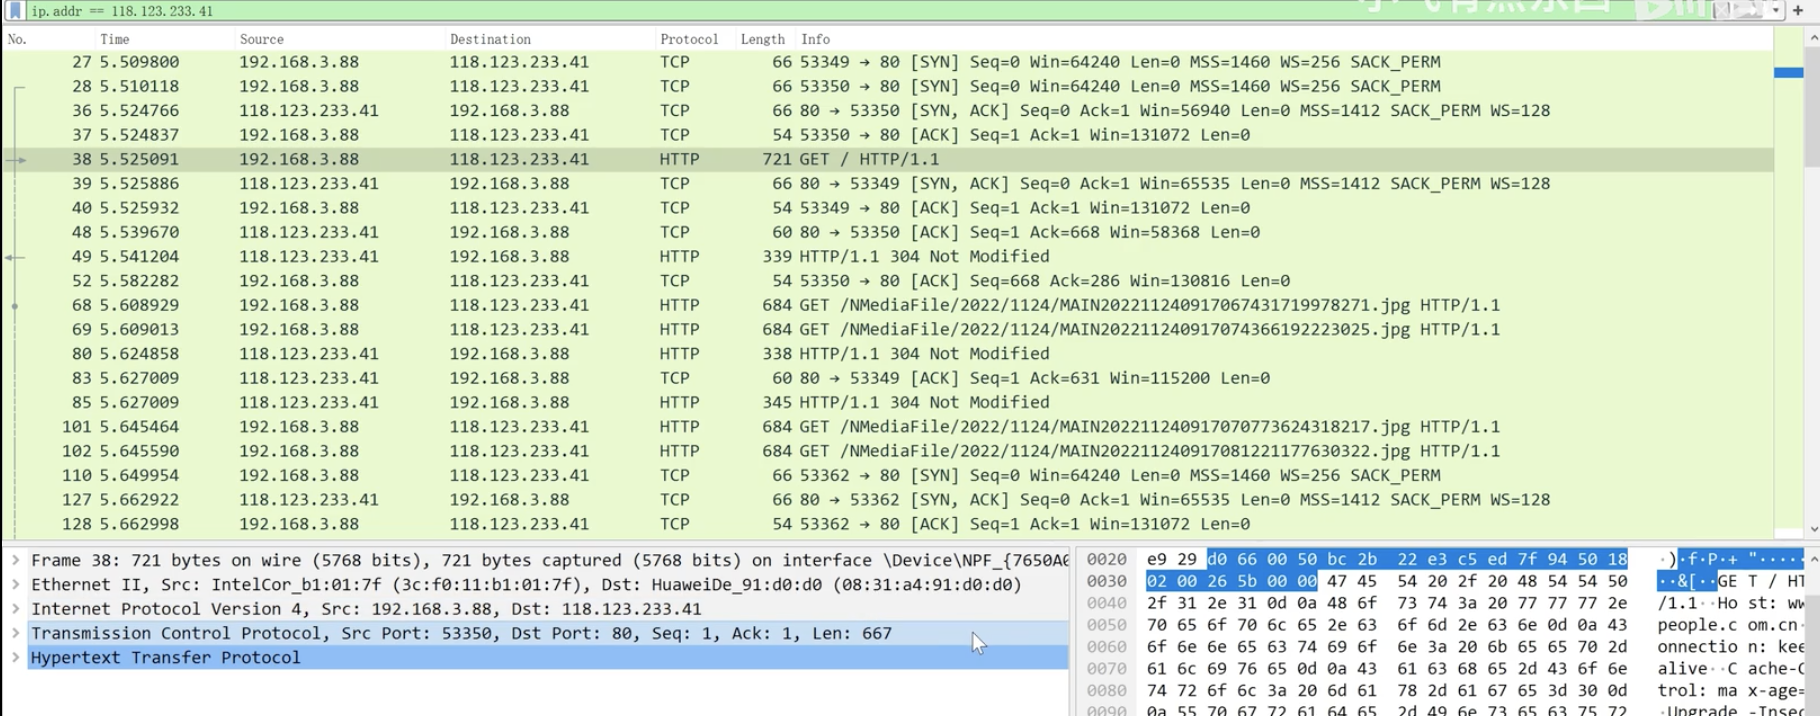 ip.addr == 118.123.233.41
No. Time Source Destination Protocol Length Info
27 5.509800 192.168.3.88 118.123.233.41 TCP 66 53349 → 80 [SYN] Seq=0 Win=64240 Len=0 MSS=1460 WS=256 SACK_PERM
28 5.510118 192.168.3.88 118.123.233.41 TCP 66 53350 → 80 [SYN] Seq=0 Win=64240 Len=0 MSS=1460 WS=256 SACK_PERM
36 5.524766 118.123.233.41 192.168.3.88 TCP 66 80 → 53350 [SYN, ACK] Seq=0 Ack=1 Win=56940 Len=0 MSS=1412 SACK_PERM WS=128
37 5.524837 192.168.3.88 118.123.233.41 TCP 54 53350 → 80 [ACK] Seq=1 Ack=1 Win=131072 Len=0
38 5.525091 192.168.3.88 118.123.233.41 HTTP 721 GET / HTTP/1.1
39 5.525886 118.123.233.41 192.168.3.88 TCP 66 80 → 53349 [SYN, ACK] Seq=0 Ack=1 Win=65535 Len=0 MSS=1412 SACK_PERM WS=128
40 5.525932 192.168.3.88 118.123.233.41 TCP 54 53349 → 80 [ACK] Seq=1 Ack=1 Win=131072 Len=0
48 5.539670 118.123.233.41 192.168.3.88 TCP 60 80 → 53350 [ACK] Seq=1 Ack=668 Win=58368 Len=0
49 5.541204 118.123.233.41 192.168.3.88 HTTP 339 HTTP/1.1 304 Not Modified
52 5.582282 192.168.3.88 118.123.233.41 TCP 54 53350 → 80 [ACK] Seq=668 Ack=286 Win=130816 Len=0
68 5.608929 192.168.3.88 118.123.233.41 HTTP 684 GET /NMediaFile/2022/1124/MAIN202211240917067431719978271.jpg HTTP/1.1
69 5.609013 192.168.3.88 118.123.233.41 HTTP 684 GET /NMediaFile/2022/1124/MAIN202211240917074366192223025.jpg HTTP/1.1
80 5.624858 118.123.233.41 192.168.3.88 HTTP 338 HTTP/1.1 304 Not Modified
83 5.627009 118.123.233.41 192.168.3.88 TCP 60 80 → 53349 [ACK] Seq=1 Ack=631 Win=115200 Len=0
85 5.627009 118.123.233.41 192.168.3.88 HTTP 345 HTTP/1.1 304 Not Modified
101 5.645464 192.168.3.88 118.123.233.41 HTTP 684 GET /NMediaFile/2022/1124/MAIN202211240917070773624318217.jpg HTTP/1.1
102 5.645590 192.168.3.88 118.123.233.41 HTTP 684 GET /NMediaFile/2022/1124/MAIN202211240917081221177630322.jpg HTTP/1.1
110 5.649954 192.168.3.88 118.123.233.41 TCP 66 53362 → 80 [SYN] Seq=0 Win=64240 Len=0 MSS=1460 WS=256 SACK_PERM
127 5.662922 118.123.233.41 192.168.3.88 TCP 66 80 → 53362 [SYN, ACK] Seq=0 Ack=1 Win=65535 Len=0 MSS=1412 SACK_PERM WS=128
128 5.662998 192.168.3.88 118.123.233.41 TCP 54 53362 → 80 [ACK] Seq=1 Ack=1 Win=131072 Len=0
Frame 38: 721 bytes on wire (5768 bits), 721 bytes captured (5768 bits) on interface \Device\NPF_{7650A0
Ethernet II, Src: IntelCor_b1:01:7f (3c:f0:11:b1:01:7f), Dst: HuaweiDe_91:d0:d0 (08:31:a4:91:d0:d0)
Internet Protocol Version 4, Src: 192.168.3.88, Dst: 118.123.233.41
Transmission Control Protocol, Src Port: 53350, Dst Port: 80, Seq: 1, Ack: 1, Len: 667
Hypertext Transfer Protocol
0020 e9 29 d0 66 00 50 bc 2b 22 e3 c5 ed 7f 94 50 18 ·)·f·P·+ "·····
0030 02 00 26 5b 00 00 47 45 54 20 2f 20 48 54 54 50 ··&[··GE T / HT
0040 2f 31 2e 31 0d 0a 48 6f 73 74 3a 20 77 77 77 2e /1.1··Ho st: ww
0050 70 65 6f 70 6c 65 2e 63 6f 6d 2e 63 6e 0d 0a 43 people.c om.cn·
0060 6f 6e 6e 65 63 74 69 6f 6e 3a 20 6b 65 65 70 2d onnectio n: kee
0070 61 6c 69 76 65 0d 0a 43 61 63 68 65 2d 43 6f 6e alive··C ache-C
0080 74 72 6f 6c 3a 20 6d 61 78 2d 61 67 65 3d 30 0d trol: ma x-age=
0090 0a 55 70 67 72 61 64 65 2d 49 6e 73 65 63 75 72 ·Upgrade -Insec